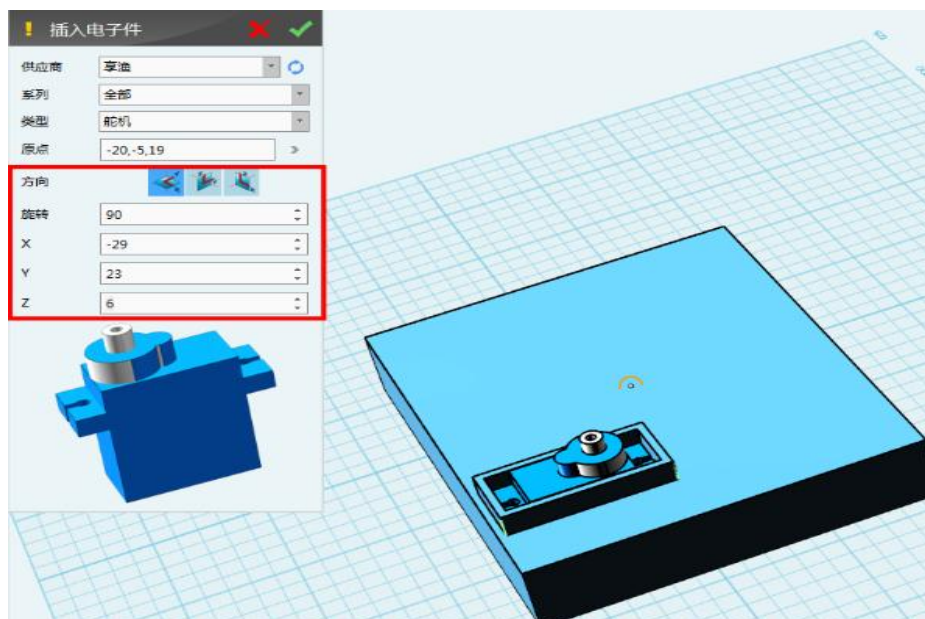 插入电子件
供应商 享渔
系列 全部
类型 舵机
原点 -20,-5,19
方向
旋转 90
X -29
Y 23
Z 6